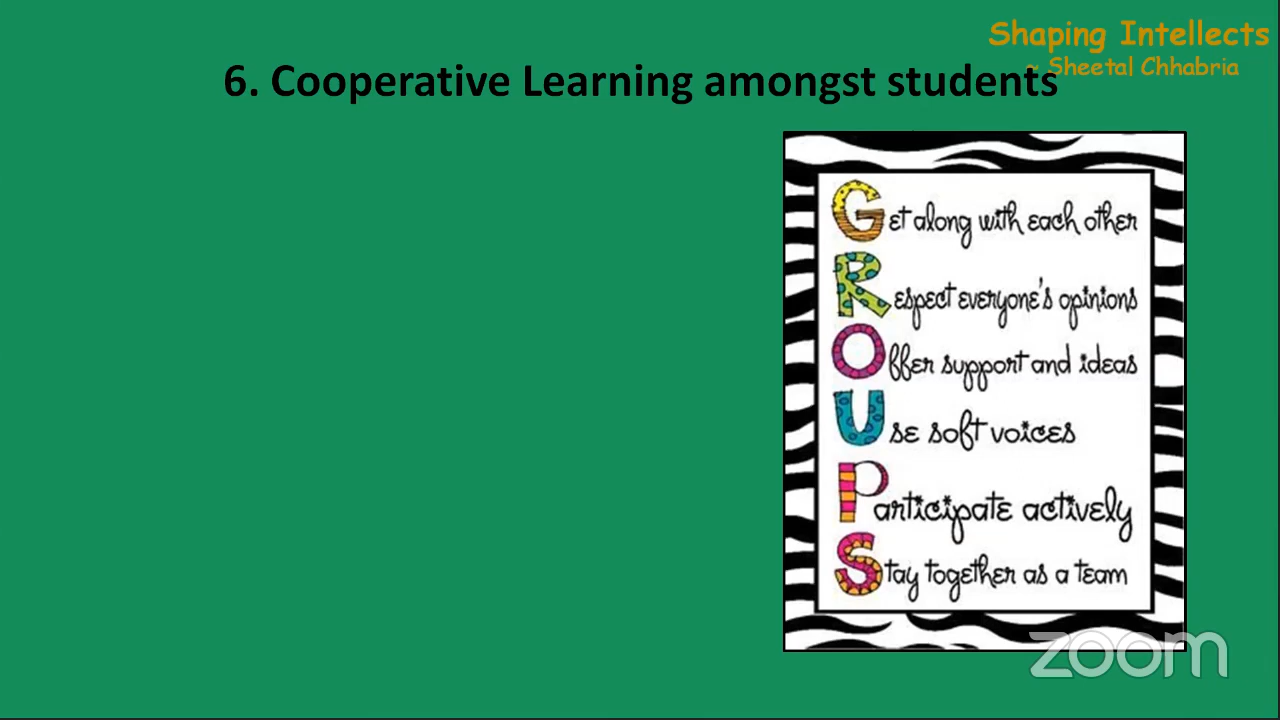 Shaping Intellects
~ Sheetal Chhabria
6. Cooperative Learning amongst students
Get along with each other
Respect everyone's opinions
Offer support and ideas
Use soft voices
Participate actively
Stay together as a team
zoom